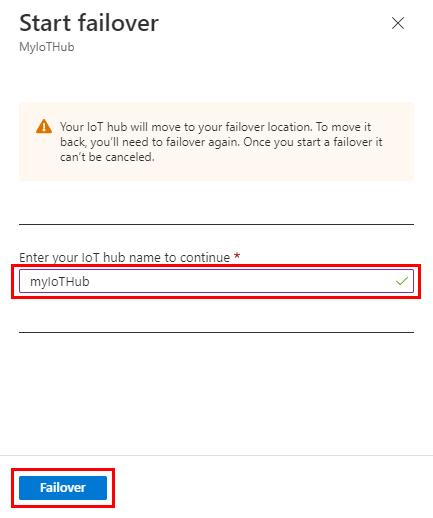 Start failover
MyIoTHub
Your IoT hub will move to your failover location. To move it
back, you'll need to failover again. Once you start a failover it
can't be canceled.
Enter your IoT hub name to continue *
myIoTHub
Failover